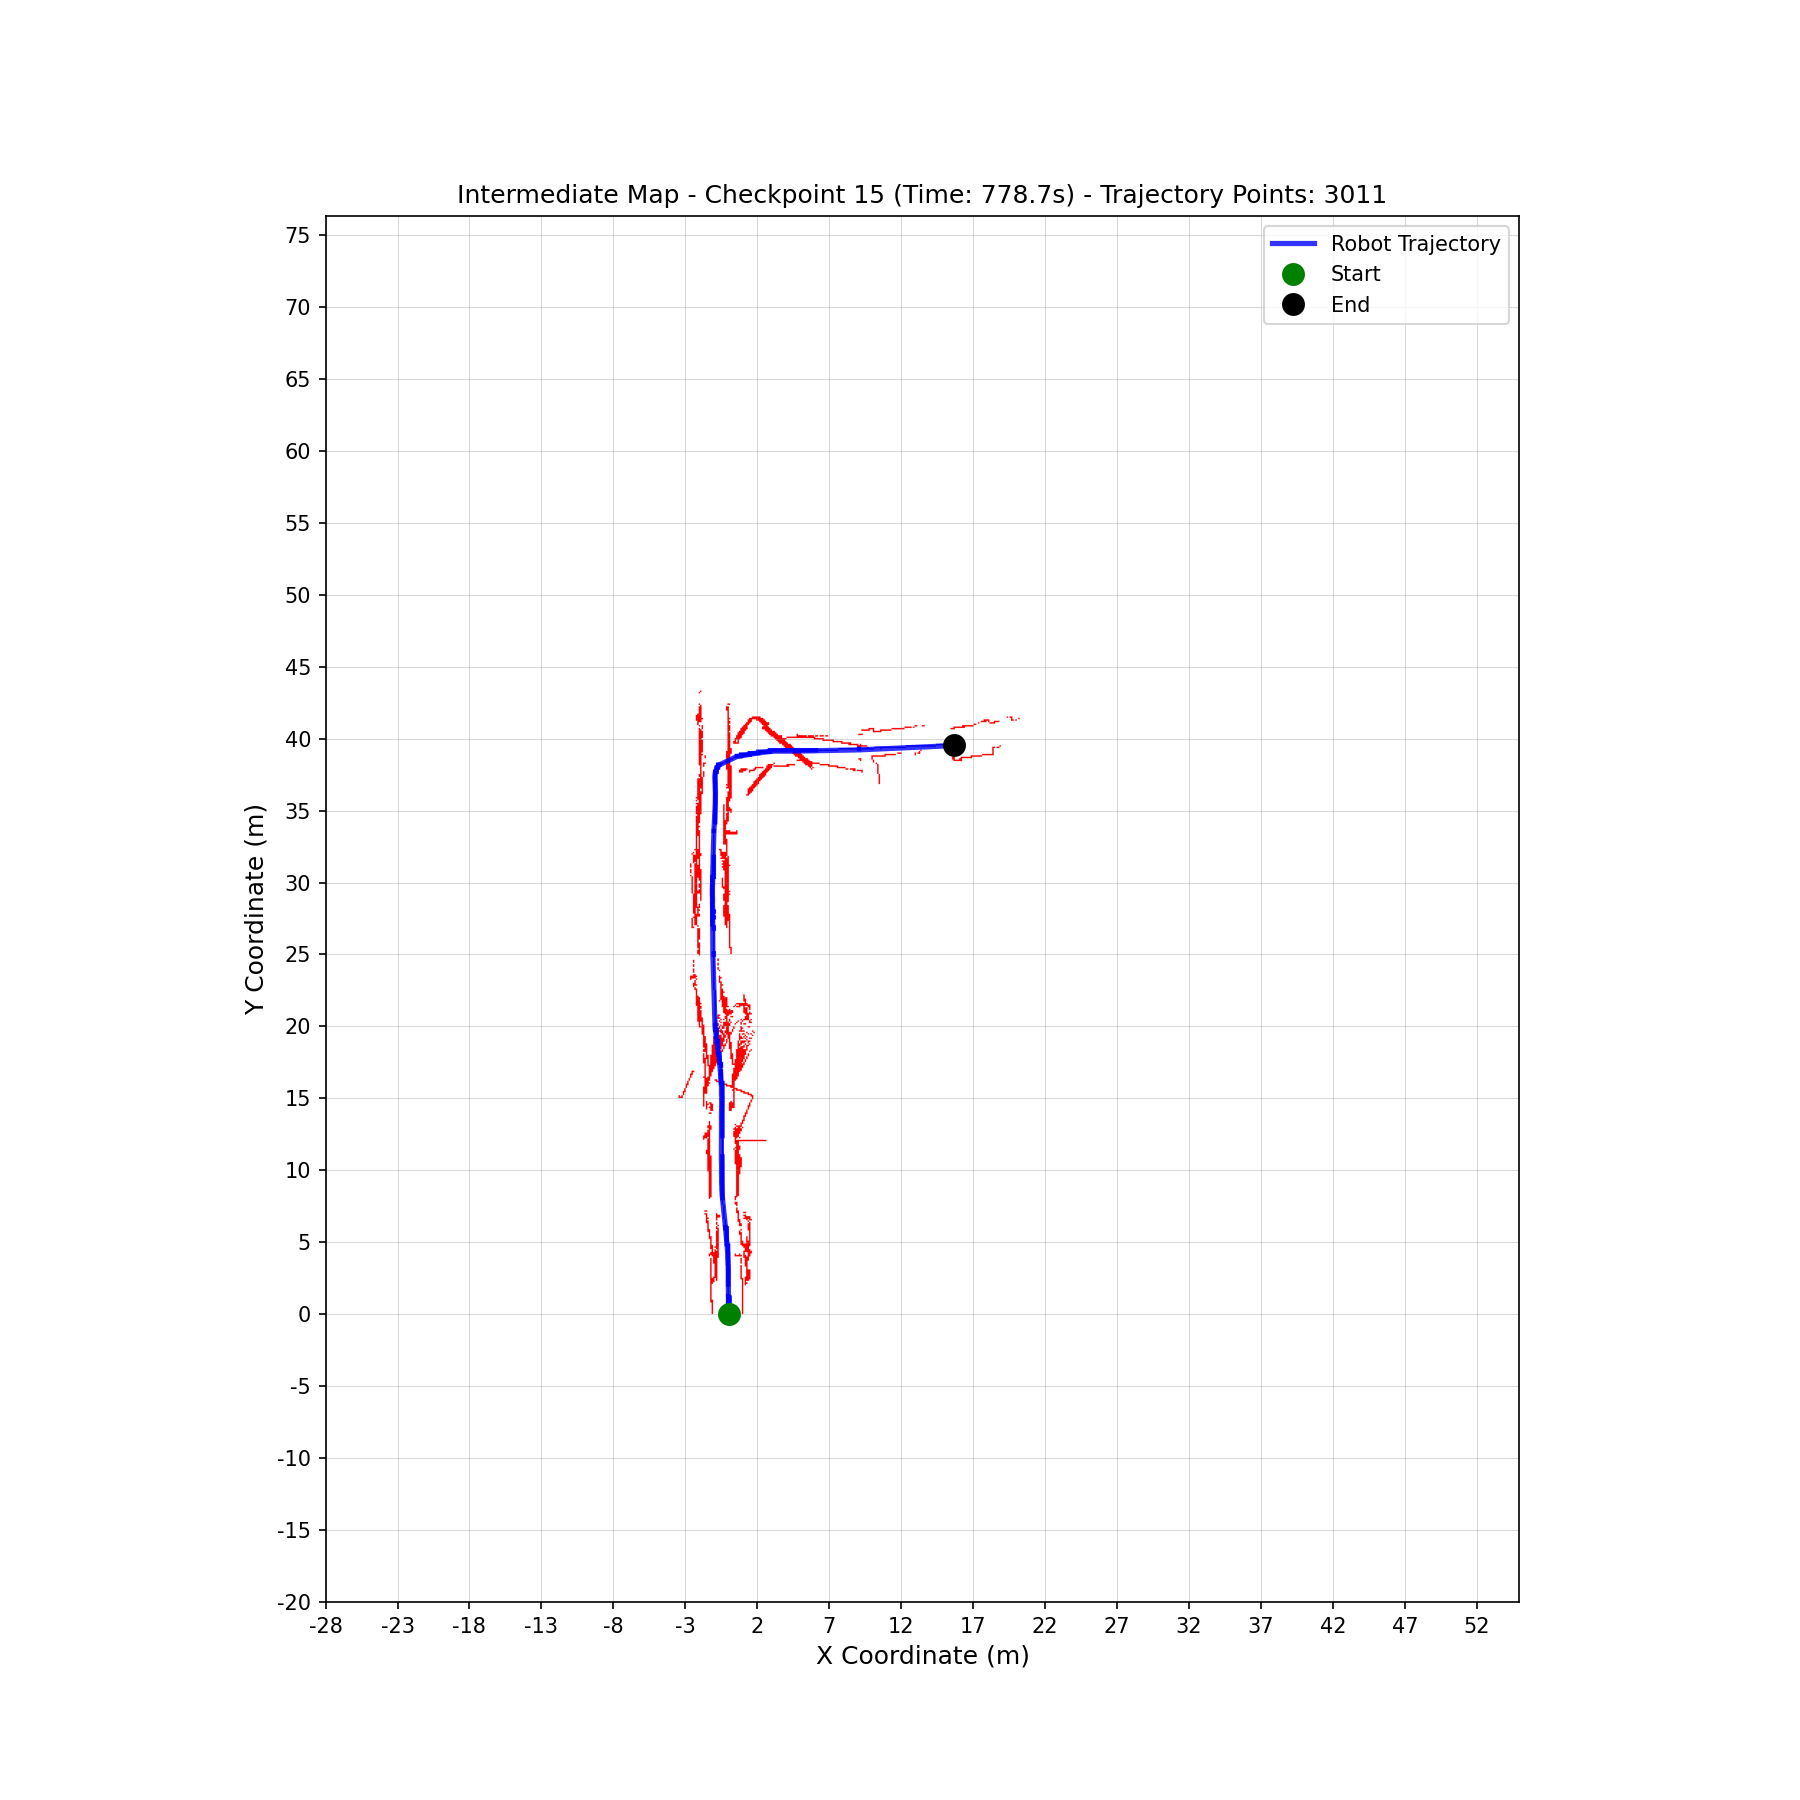 Intermediate Map - Checkpoint 15 (Time: 778.7s) - Trajectory Points: 3011
Robot Trajectory
Start
End
Y Coordinate (m)
75
70
65
60
55
50
45
40
35
30
25
20
15
10
5
0
-5
-10
-15
-20
-28 -23 -18 -13 -8 -3 2 7 12 17 22 27 32 37 42 47 52
X Coordinate (m)